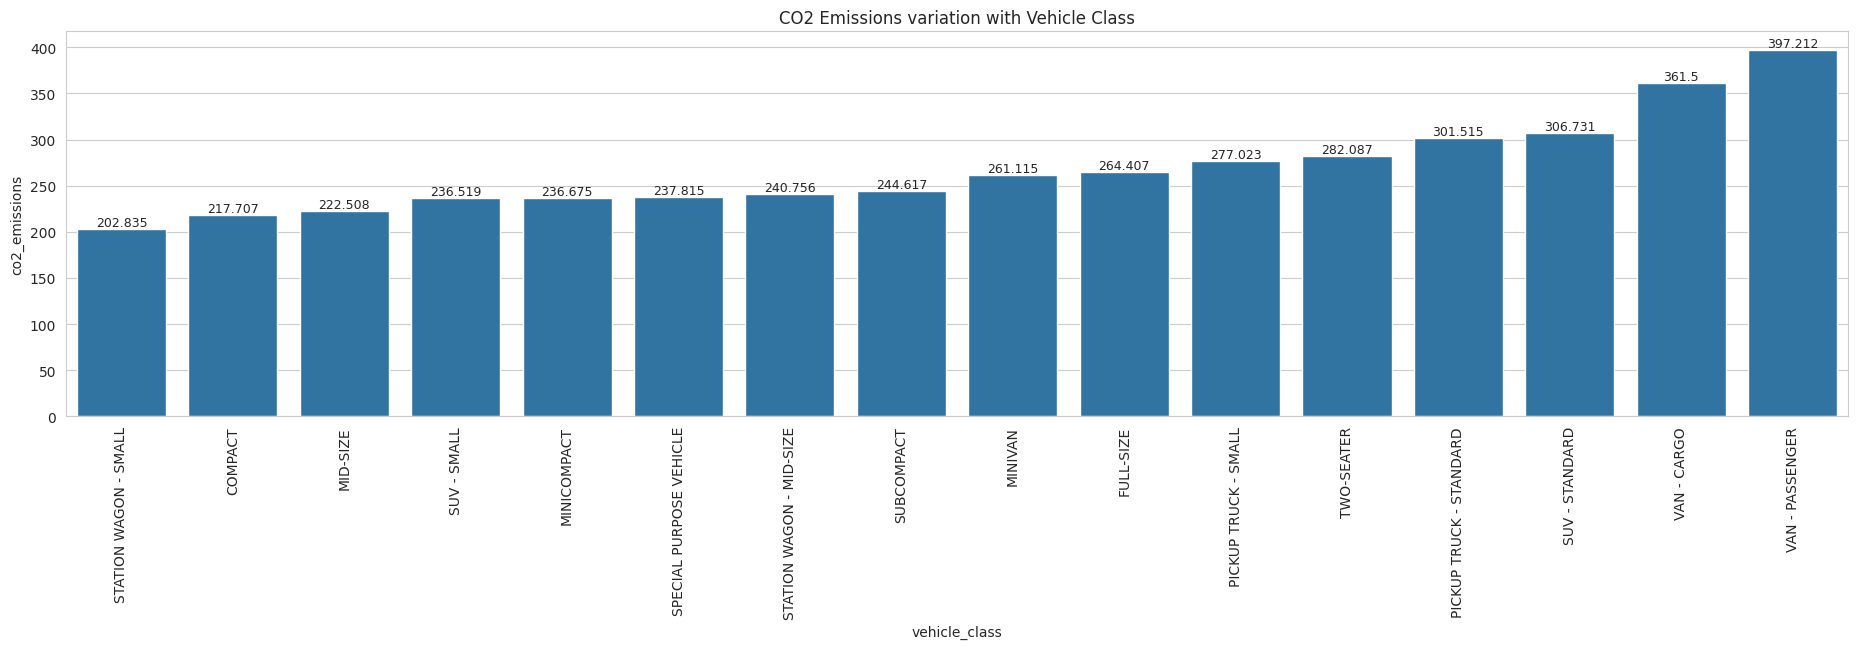 CO2 Emissions variation with Vehicle Class
co2_emissions
400
350
300
250
200
150
100
50
0
202.835
217.707
222.508
236.519
236.675
237.815
240.756
244.617
261.115
264.407
277.023
282.087
301.515
306.731
361.5
397.212
STATION WAGON - SMALL
COMPACT
MID-SIZE
SUV - SMALL
MINICOMPACT
SPECIAL PURPOSE VEHICLE
STATION WAGON - MID-SIZE
SUBCOMPACT
MINIVAN
FULL-SIZE
PICKUP TRUCK - SMALL
TWO-SEATER
PICKUP TRUCK - STANDARD
SUV - STANDARD
VAN - CARGO
VAN - PASSENGER
vehicle_class